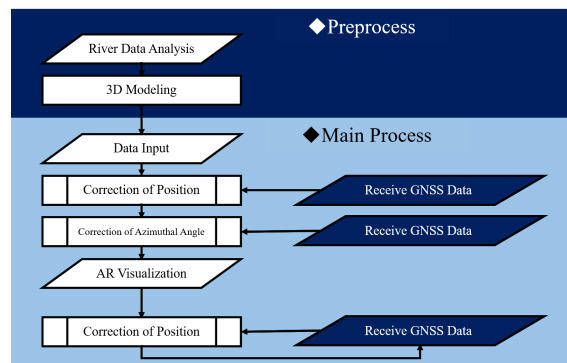 ◆Preprocess
River Data Analysis
3D Modeling
◆Main Process
Data Input
Correction of Position
Receive GNSS Data
Correction of Azimuthal Angle
Receive GNSS Data
AR Visualization
Correction of Position
Receive GNSS Data